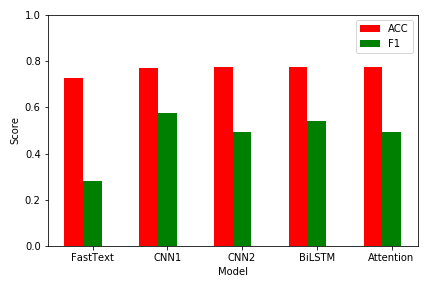 1.0
0.8
0.6
0.4
0.2
0.0
Score
ACC
F1
FastText CNN1 CNN2 BiLSTM Attention
Model